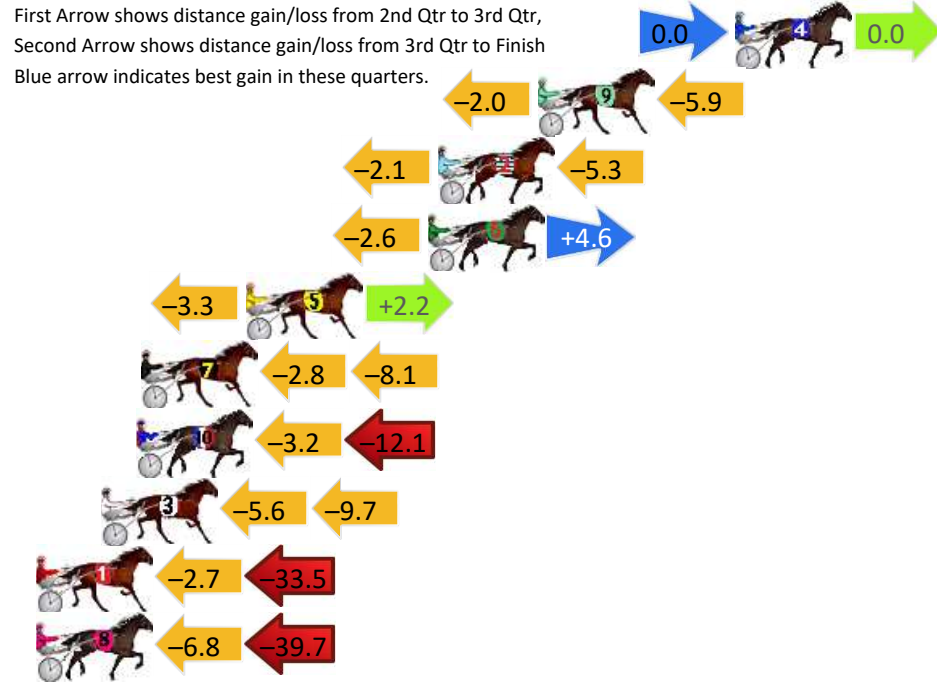 First Arrow shows distance gain/loss from 2nd Qtr to 3rd Qtr,
Second Arrow shows distance gain/loss from 3rd Qtr to Finish
Blue arrow indicates best gain in these quarters.
0.0 4 0.0
–2.0 9 –5.9
–2.1 2 –5.3
–2.6 6 +4.6
–3.3 5 +2.2
7 –2.8 –8.1
10 –3.2 –12.1
3 –5.6 –9.7
1 –2.7 –33.5
8 –6.8 –39.7